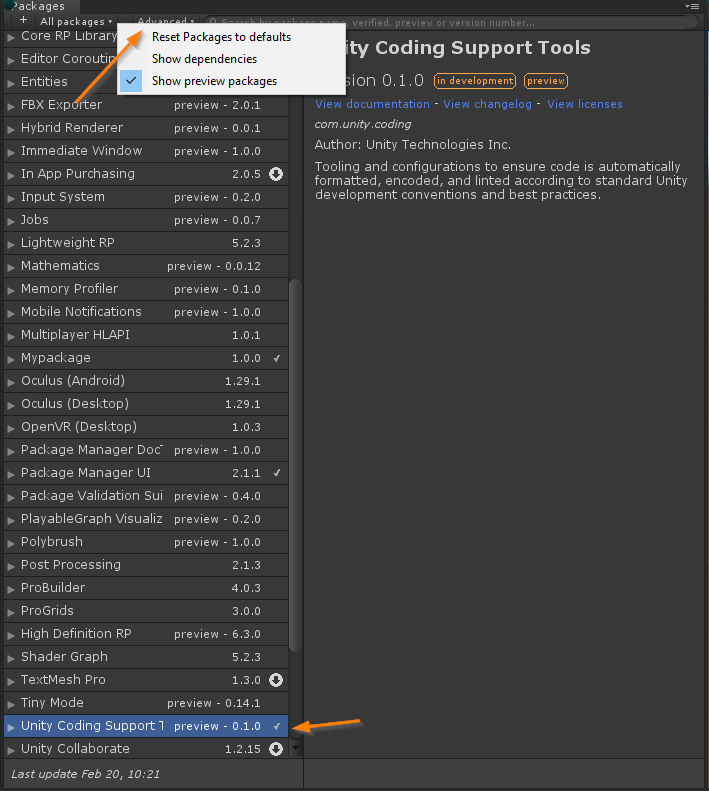 Packages
+ All packages Advanced Search by package name, verified, preview or version number...
Reset Packages to defaults
Show dependencies
Show preview packages
Core RP Library
Editor Coroutin
Entities
FBX Exporter preview - 2.0.1
Hybrid Renderer preview - 0.0.1
Immediate Window preview - 1.0.0
In App Purchasing 2.0.5
Input System preview - 0.2.0
Jobs preview - 0.0.7
Lightweight RP 5.2.3
Mathematics preview - 0.0.12
Memory Profiler preview - 0.1.0
Mobile Notifications preview - 1.0.0
Multiplayer HLAPI 1.0.1
Mypackage 1.0.0
Oculus (Android) 1.29.1
Oculus (Desktop) 1.29.1
OpenVR (Desktop) 1.0.3
Package Manager Doc preview - 1.0.0
Package Manager UI 2.1.1
Package Validation Sui preview - 0.4.0
PlayableGraph Visualiz preview - 0.2.0
Polybrush preview - 1.0.0
Post Processing 2.1.3
ProBuilder 4.0.3
ProGrids 3.0.0
High Definition RP preview - 6.3.0
Shader Graph 5.2.3
TextMesh Pro 1.3.0
Tiny Mode preview - 0.14.1
Unity Coding Support T preview - 0.1.0
Unity Collaborate 1.2.15
Last update Feb 20, 10:21
ity Coding Support Tools
sion 0.1.0 in development preview
View documentation - View changelog - View licenses
com.unity.coding
Author: Unity Technologies Inc.
Tooling and configurations to ensure code is automatically
formatted, encoded, and linted according to standard Unity
development conventions and best practices.